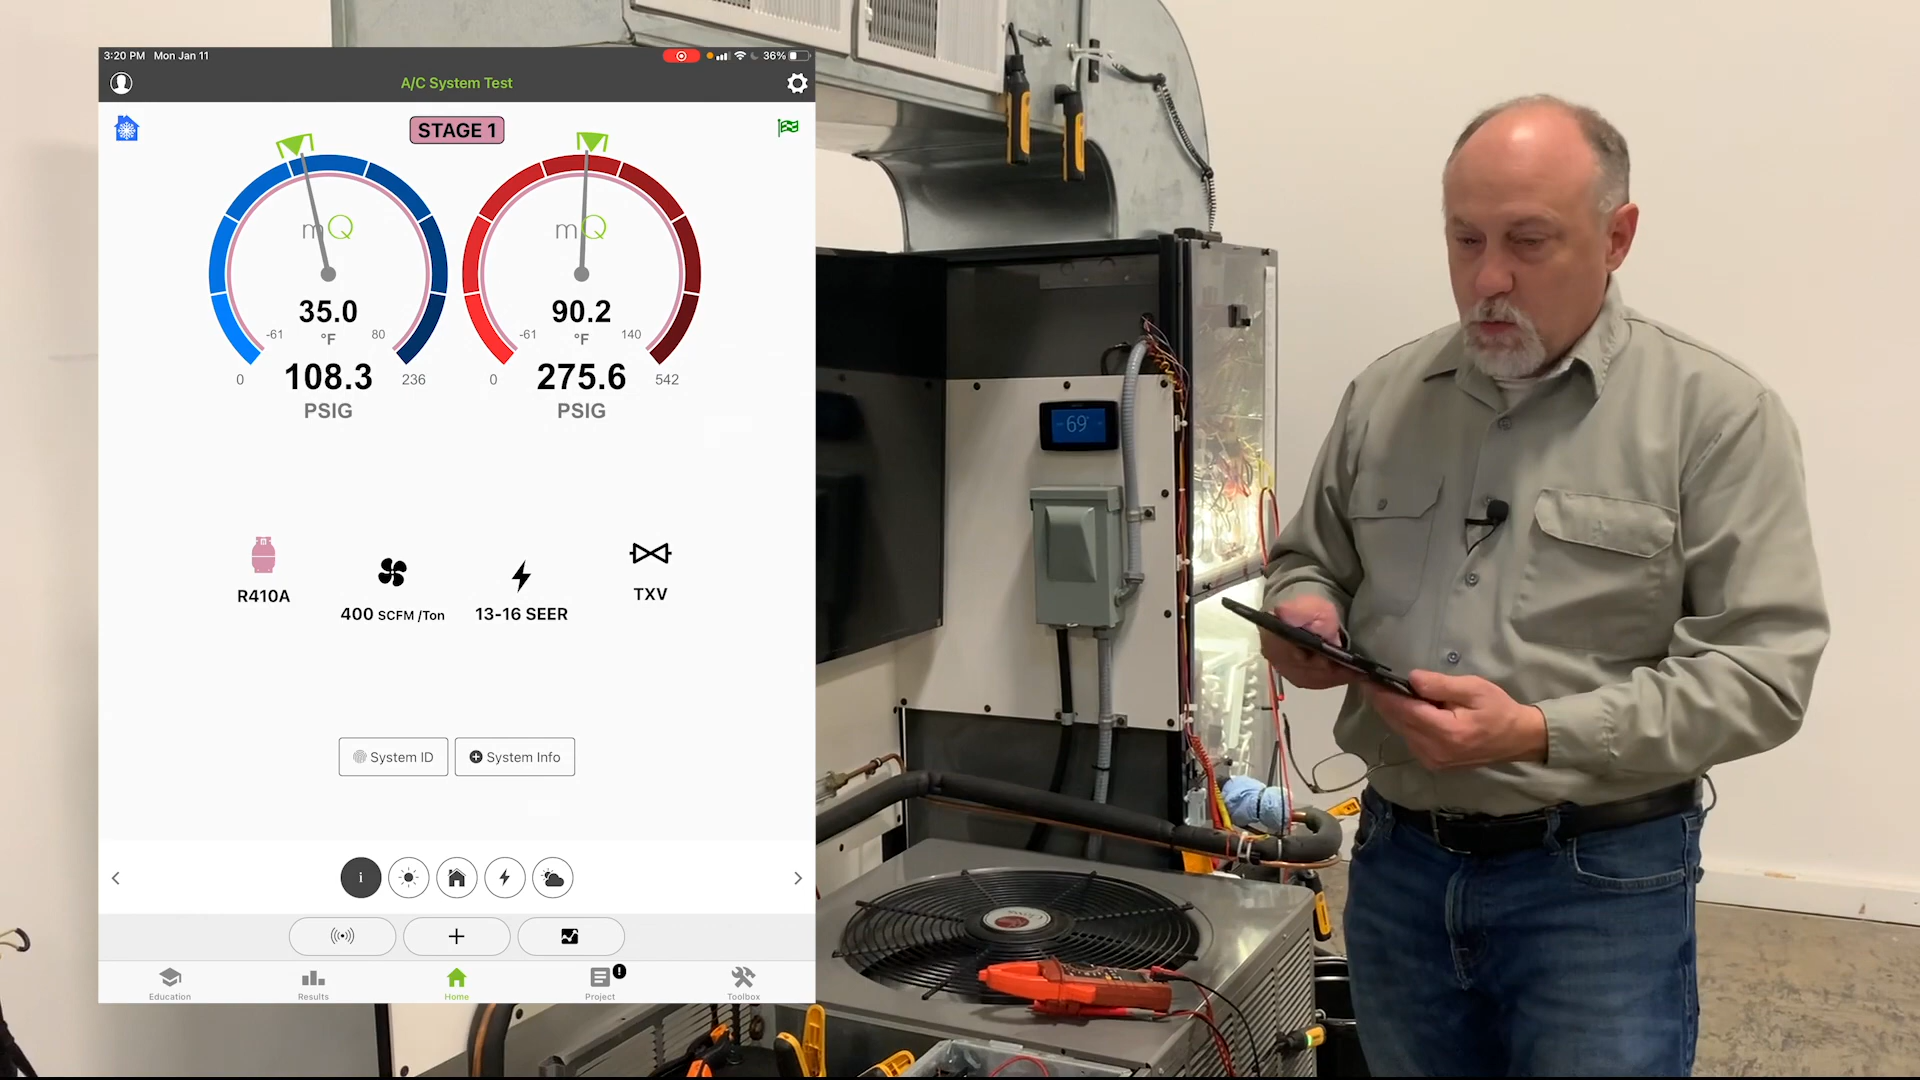 3:20 PM Mon Jan 11
36%
A/C System Test
STAGE 1
mQ
mQ
35.0
90.2
-61 °F 80
-61 °F 140
0 108.3 236
0 275.6 542
PSIG
PSIG
R410A
400 SCFM /Ton
13-16 SEER
TXV
System ID
System Info
i
Education
Results
Home
Project
Toolbox
69